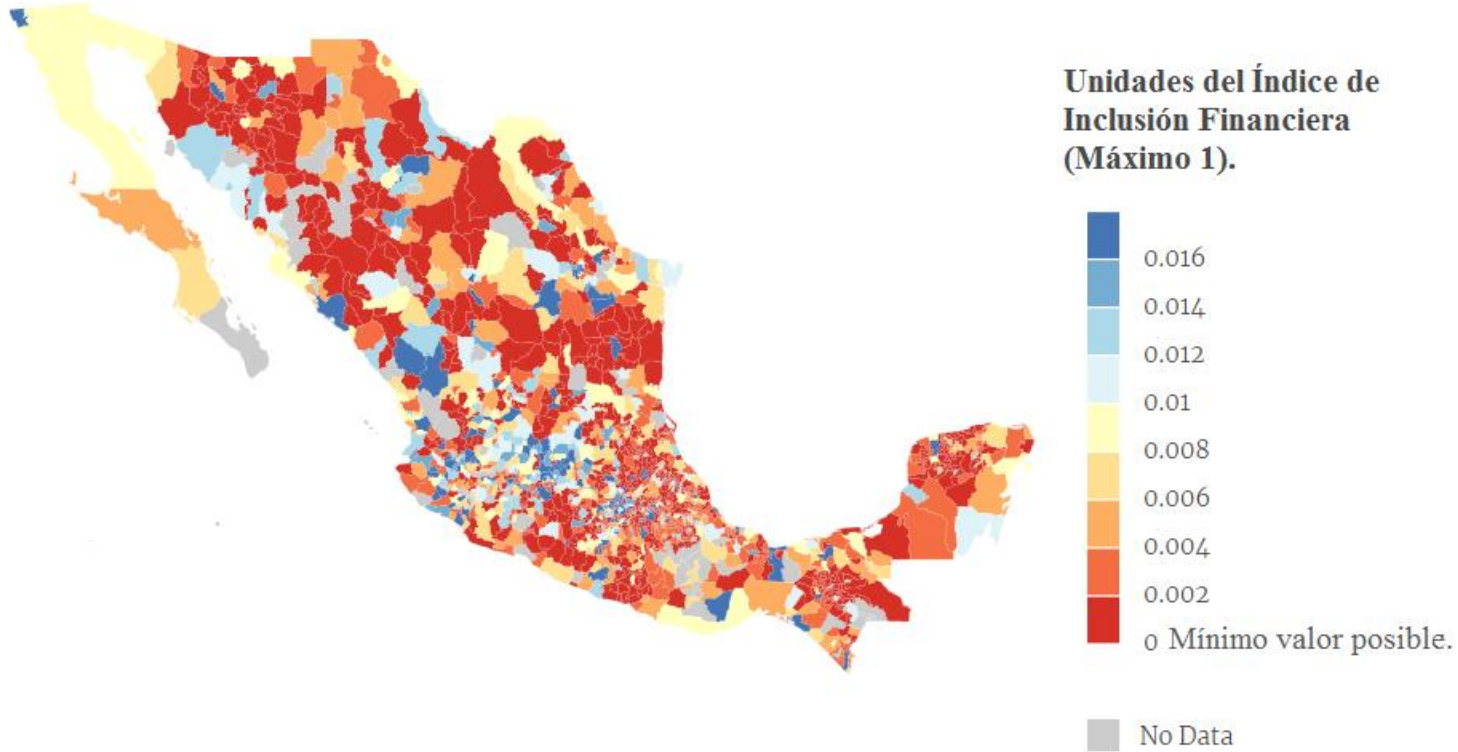 Unidades del Índice de
Inclusión Financiera
(Máximo 1).
0.016
0.014
0.012
0.01
0.008
0.006
0.004
0.002
0 Mínimo valor posible.
No Data